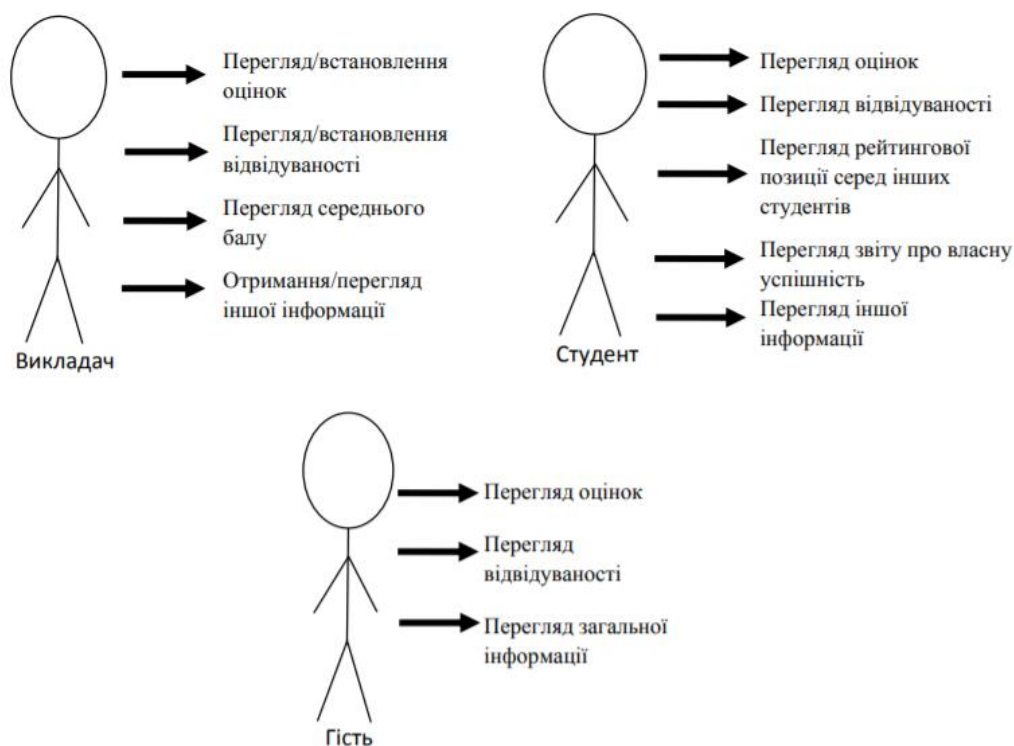 Перегляд/встановлення
оцінок
Перегляд/встановлення
відвідуваності
Перегляд середнього
балу
Отримання/перегляд
іншої інформації
Викладач
Перегляд оцінок
Перегляд відвідуваності
Перегляд рейтингової
позиції серед інших
студентів
Перегляд звіту про власну
успішність
Перегляд іншої
інформації
Студент
Перегляд оцінок
Перегляд
відвідуваності
Перегляд загальної
інформації
Гість